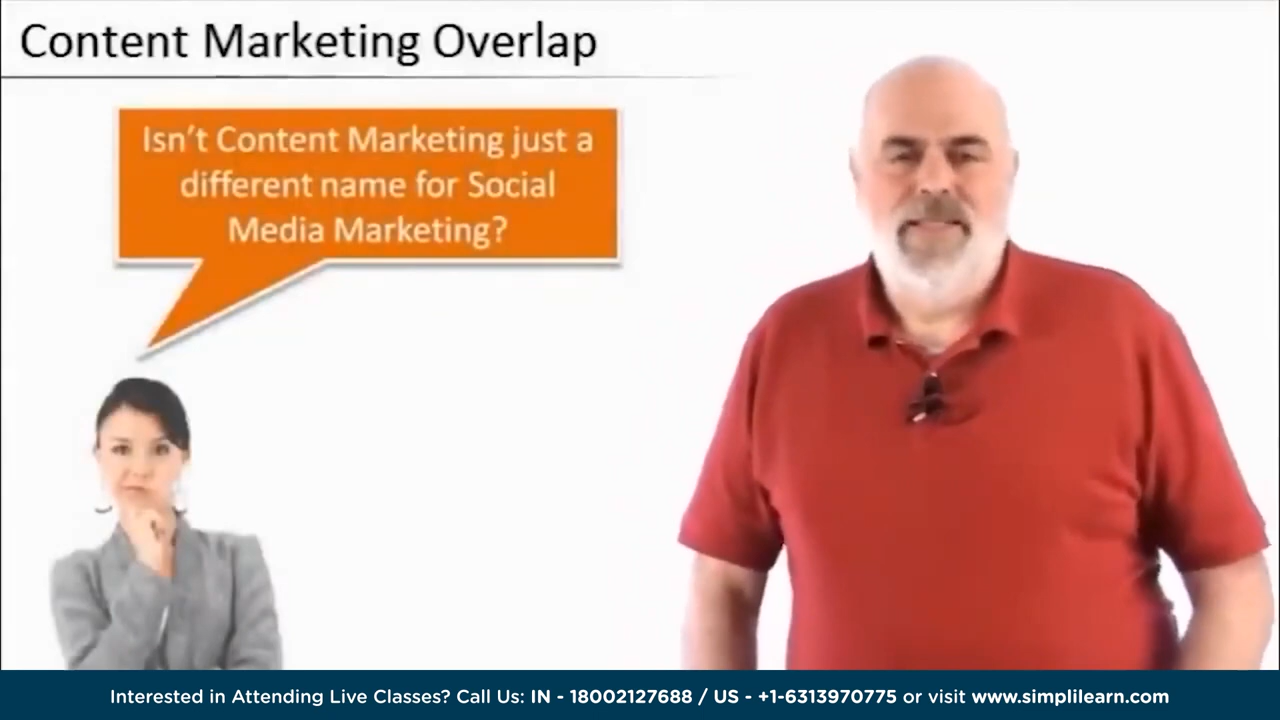 Content Marketing Overlap
Isn't Content Marketing just a
different name for Social
Media Marketing?
Interested in Attending Live Classes? Call Us: IN - 18002127688 / US - +1-6313970775 or visit www.simplilearn.com